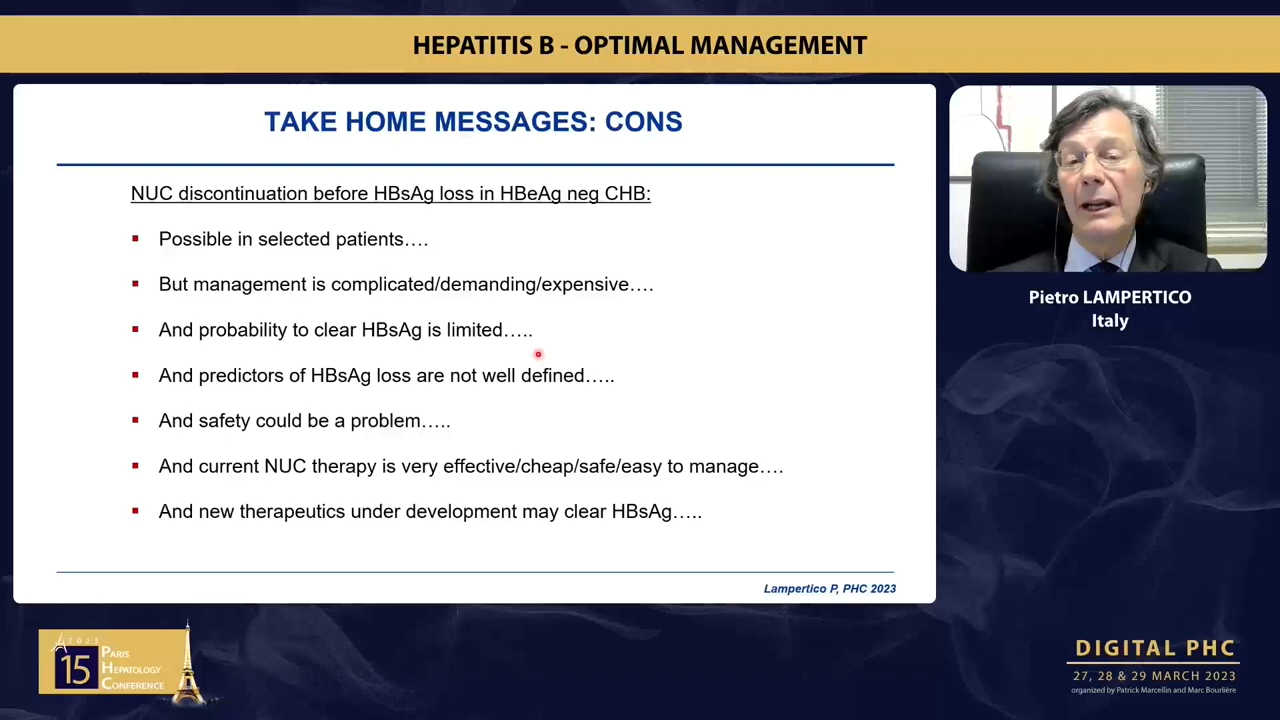 HEPATITIS B - OPTIMAL MANAGEMENT
TAKE HOME MESSAGES: CONS
NUC discontinuation before HBsAg loss in HBeAg neg CHB:
Possible in selected patients….
But management is complicated/demanding/expensive….
And probability to clear HBsAg is limited…..
And predictors of HBsAg loss are not well defined…..
And safety could be a problem…..
And current NUC therapy is very effective/cheap/safe/easy to manage….
And new therapeutics under development may clear HBsAg…..
Lampertico P, PHC 2023
Pietro LAMPERTICO
Italy
2023
15
PARIS
HEPATOLOGY
CONFERENCE
DIGITAL PHC
27, 28 & 29 MARCH 2023
organized by Patrick Marcellin and Marc Bourlière